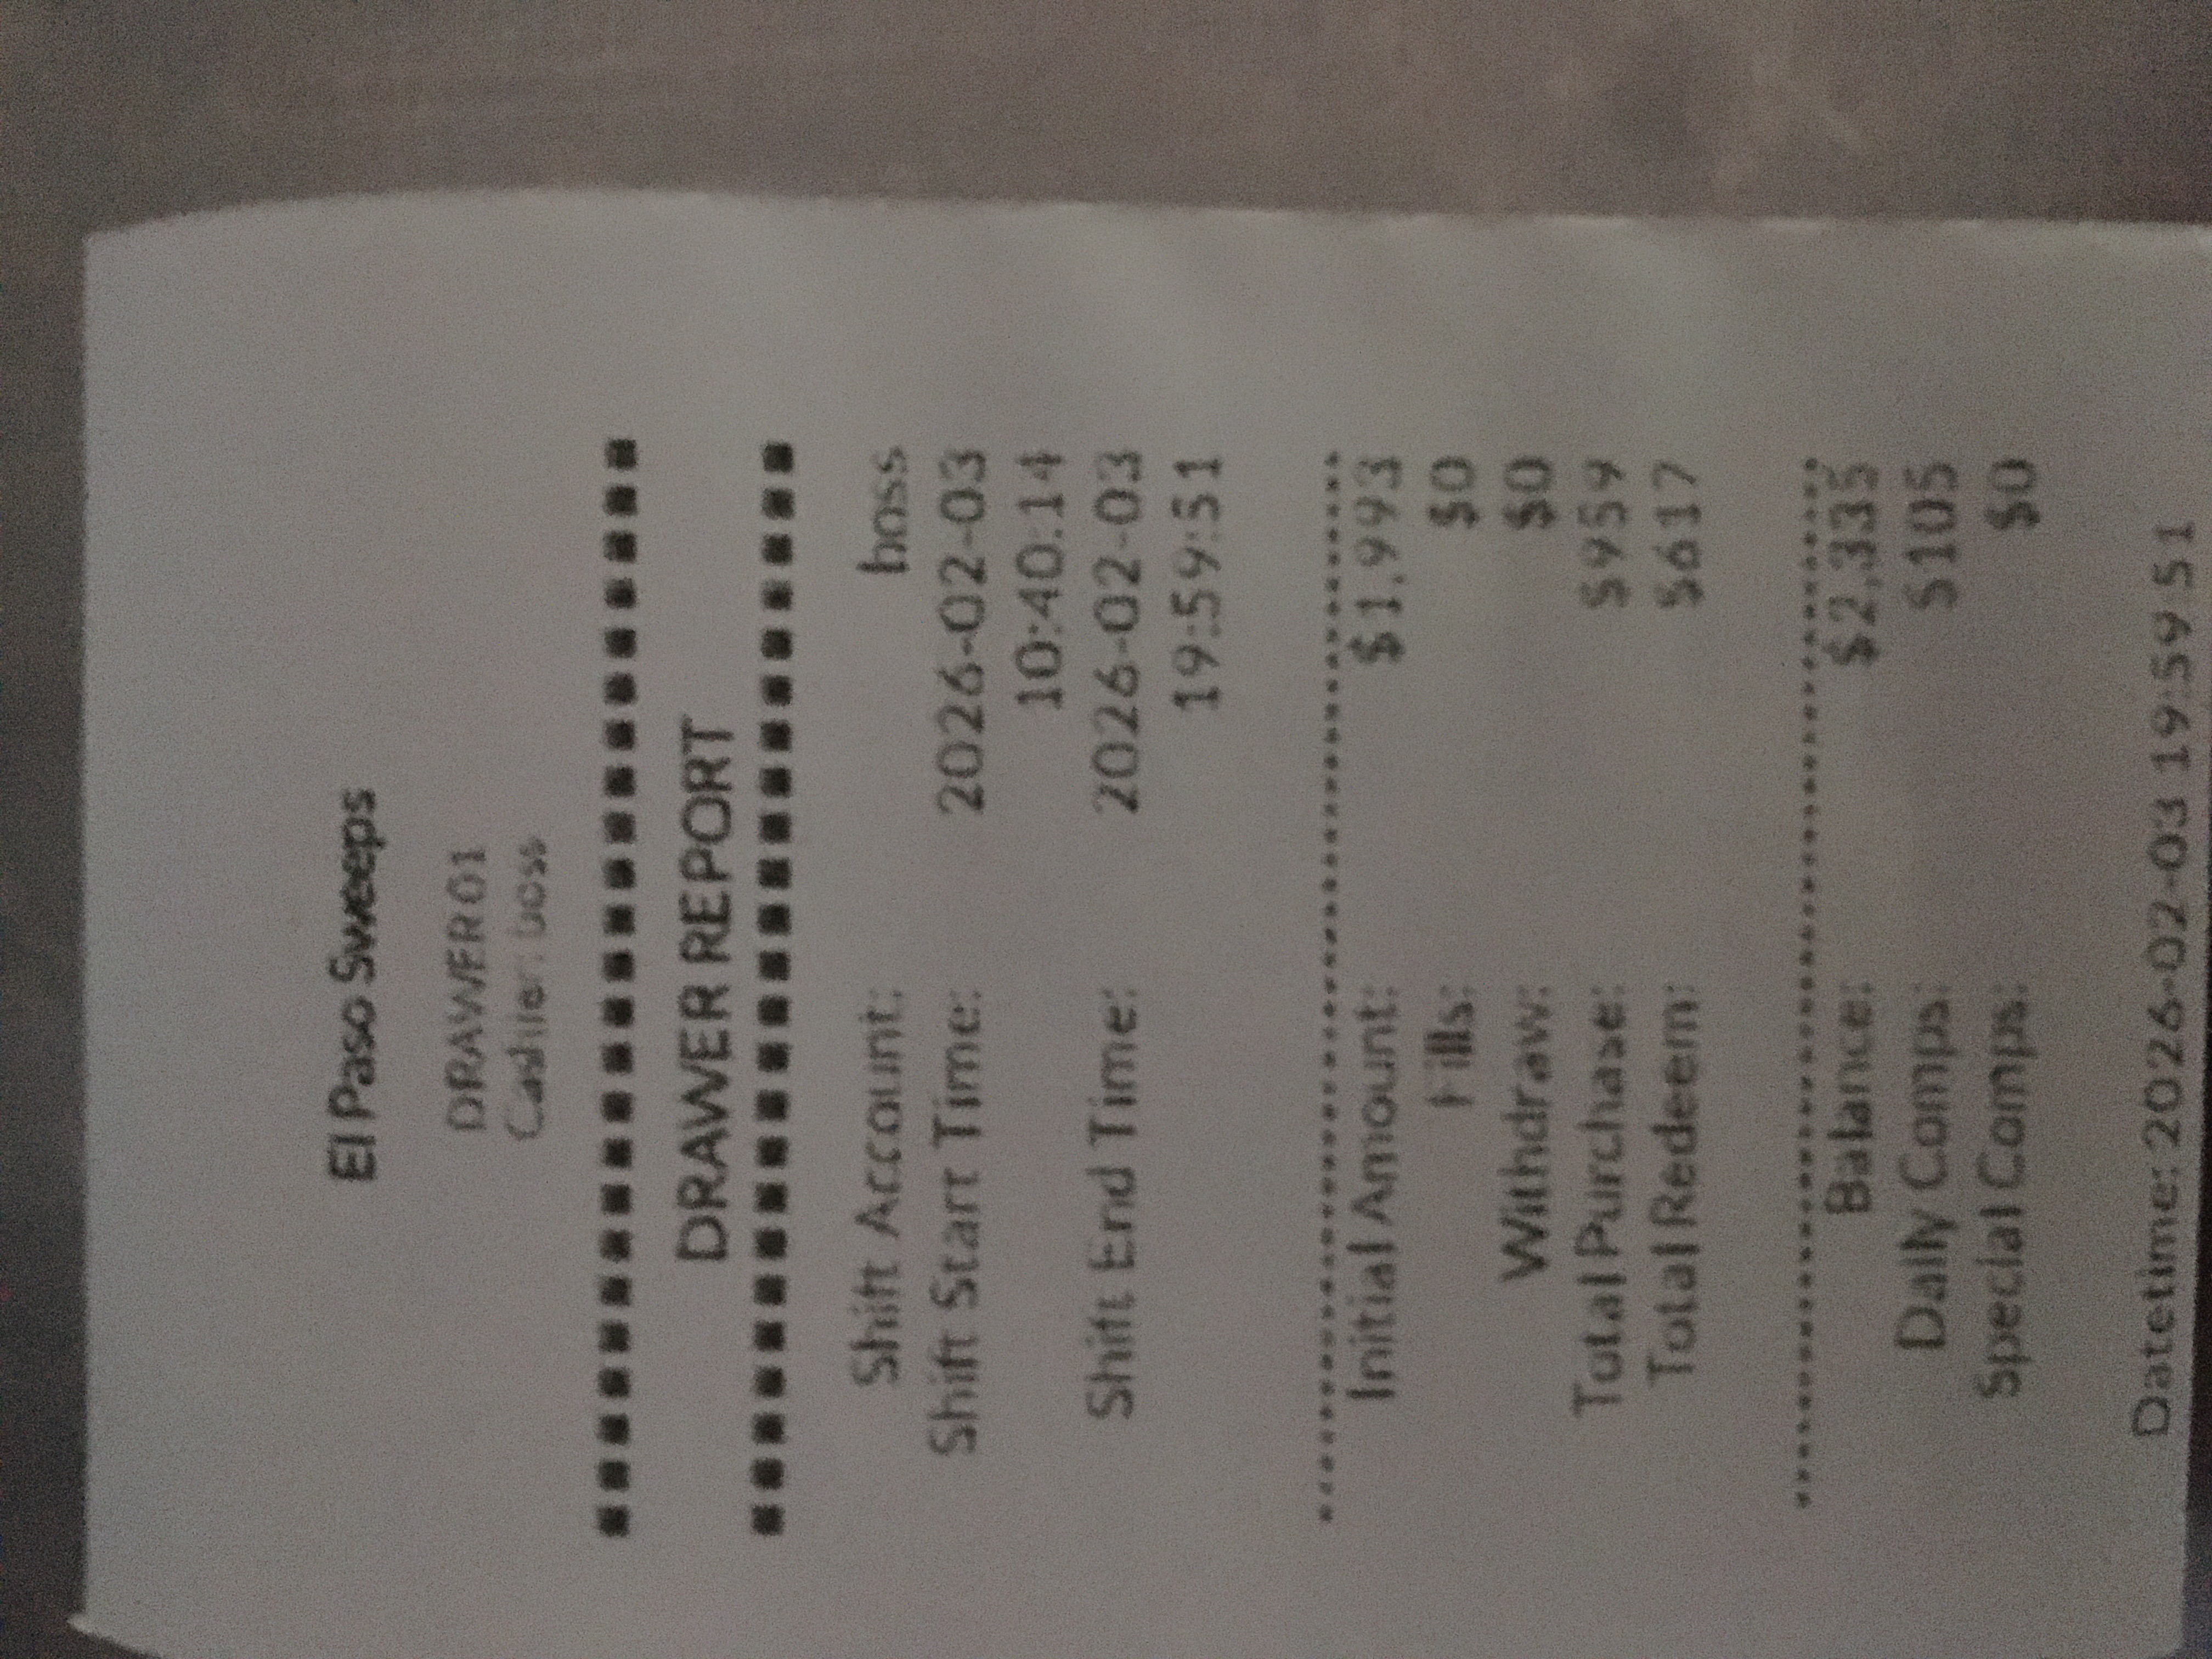 El Paso Sweeps
DRAWER01
Cashier: boss
DRAWER REPORT
Shift Account: boss
Shift Start Time: 2026-02-03
10:40:14
Shift End Time: 2026-02-03
19:59:51
Initial Amount: $1,993
Fills: $0
Withdraw: $0
Total Purchase: $959
Total Redeem: $617
Balance: $2,335
Daily Comps: $105
Special Comps: $0
Datetime: 2026-02-03 19:59:51